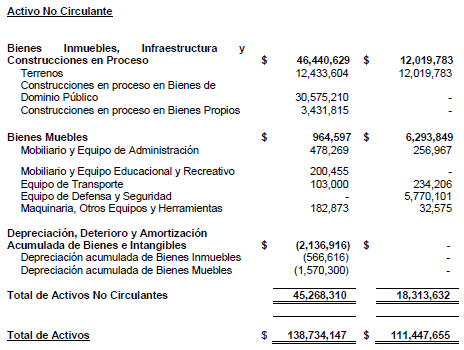 Activo No Circulante
Bienes Inmuebles, Infraestructura y
Construcciones en Proceso $ 46,440,629 $ 12,019,783
Terrenos 12,433,604 12,019,783
Construcciones en proceso en Bienes de
Dominio Público 30,575,210 -
Construcciones en proceso en Bienes Propios 3,431,815 -
Bienes Muebles $ 964,597 $ 6,293,849
Mobiliario y Equipo de Administración 478,269 256,967
Mobiliario y Equipo Educacional y Recreativo 200,455 -
Equipo de Transporte 103,000 234,206
Equipo de Defensa y Seguridad - 5,770,101
Maquinaria, Otros Equipos y Herramientas 182,873 32,575
Depreciación, Deterioro y Amortización
Acumulada de Bienes e Intangibles $ (2,136,916) $ -
Depreciación acumulada de Bienes Inmuebles (566,616) -
Depreciación acumulada de Bienes Muebles (1,570,300) -
Total de Activos No Circulantes 45,268,310 18,313,632
Total de Activos $ 138,734,147 $ 111,447,655